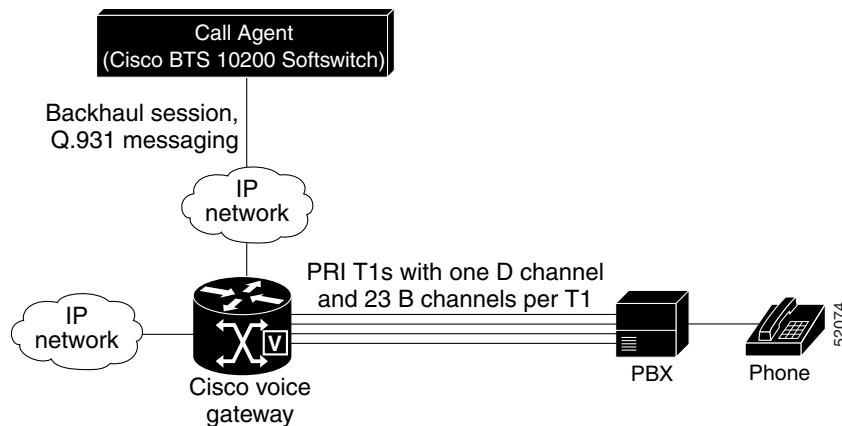 Call Agent
(Cisco BTS 10200 Softswitch)
Backhaul session,
Q.931 messaging
IP
network
PRI T1s with one D channel
and 23 B channels per T1
IP
network
V
Cisco voice
gateway
PBX
Phone
52074